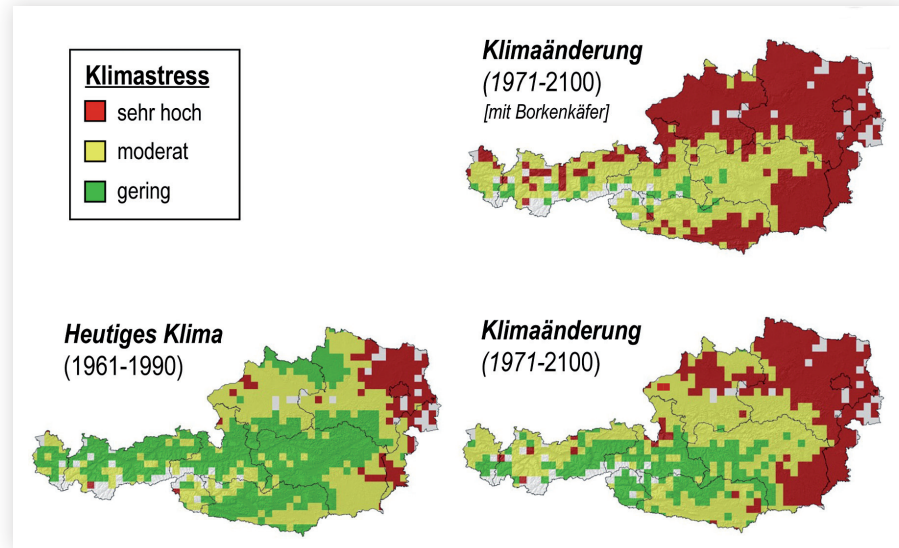 Klimastress
sehr hoch
moderat
gering
Klimaänderung
(1971-2100)
[mit Borkenkäfer]
Heutiges Klima
(1961-1990)
Klimaänderung
(1971-2100)